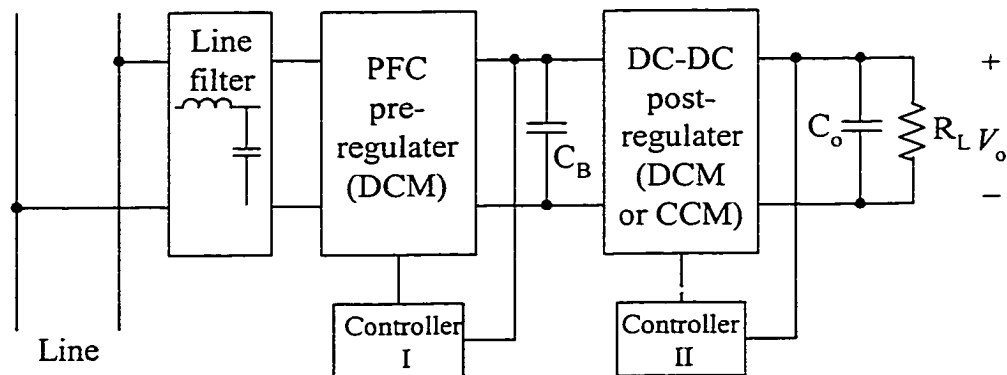 Line
filter
PFC
pre-
regulater
(DCM)
C_B
DC-DC
post-
regulater
(DCM
or CCM)
C_o
R_L
+
V_o
−
Controller
I
Controller
II
Line